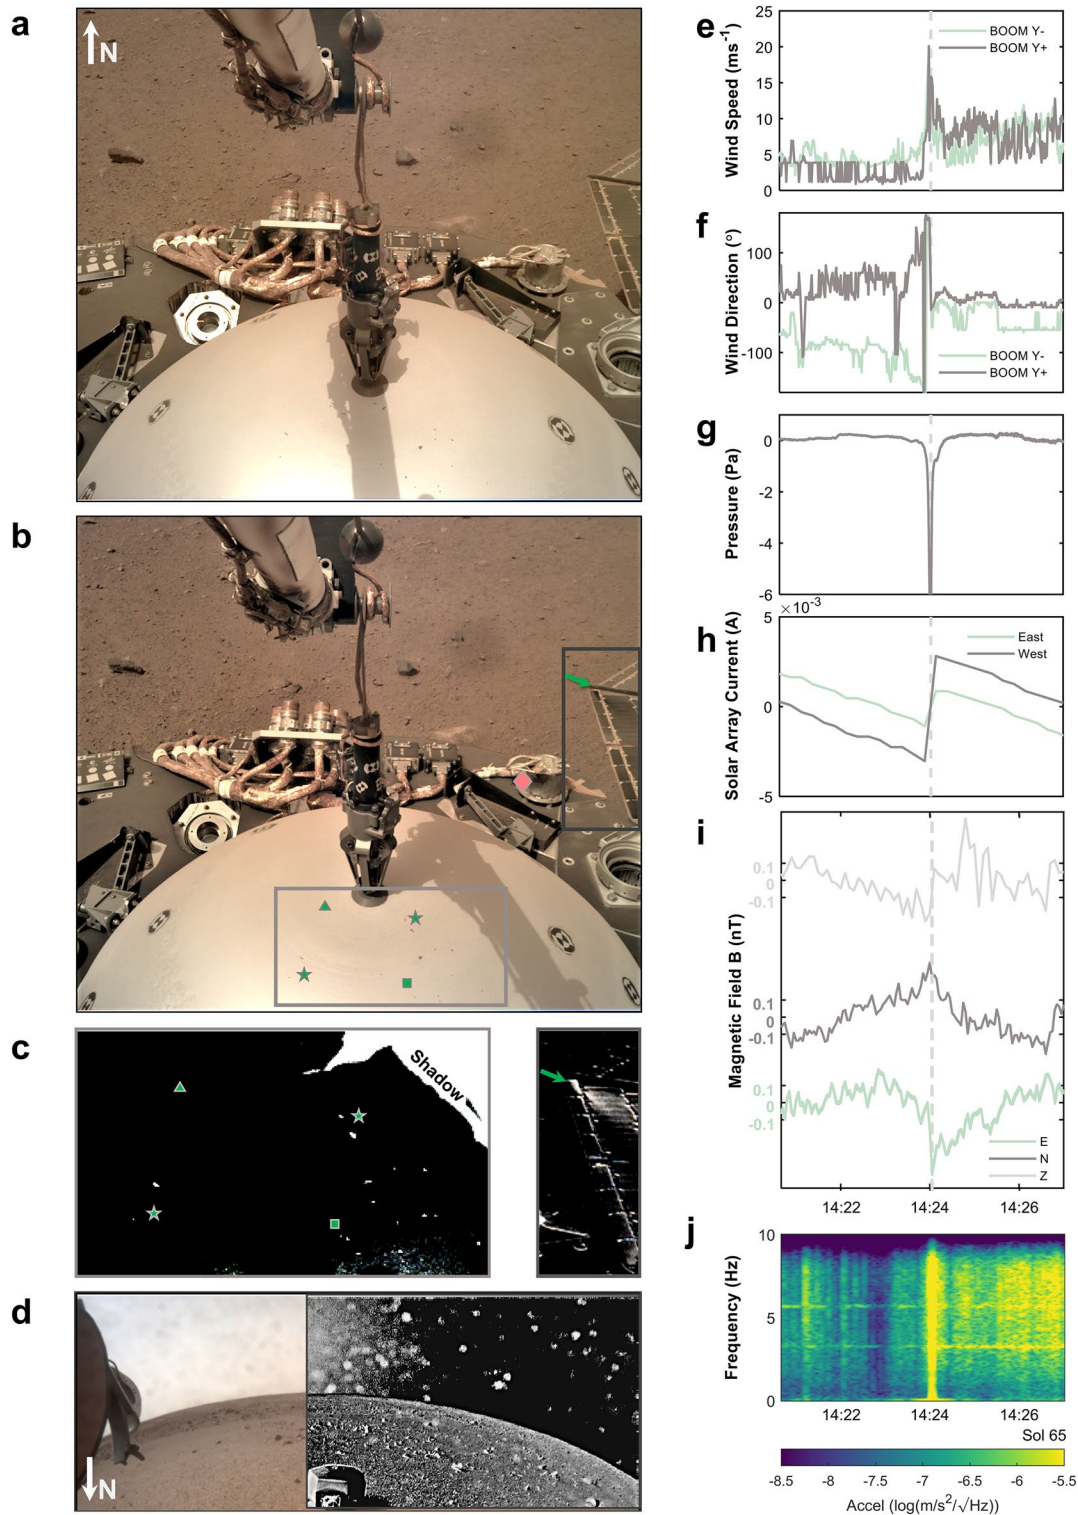 a
N
b
c
Shadow
d
N
e
Wind Speed (ms-1)
25
20
15
10
5
0
BOOM Y-
BOOM Y+
f
Wind Direction (°)
100
0
-100
BOOM Y-
BOOM Y+
g
Pressure (Pa)
0
-2
-4
-6
h
Solar Array Current (A)
×10-3
5
0
-5
East
West
i
Magnetic Field B (nT)
0.1
0
-0.1
0.1
0
-0.1
0.1
0
-0.1
E
N
Z
14:22 14:24 14:26
j
Frequency (Hz)
10
5
0
14:22 14:24 14:26
Sol 65
-8.5 -8 -7.5 -7 -6.5 -6 -5.5
Accel (log(m/s2/√Hz))